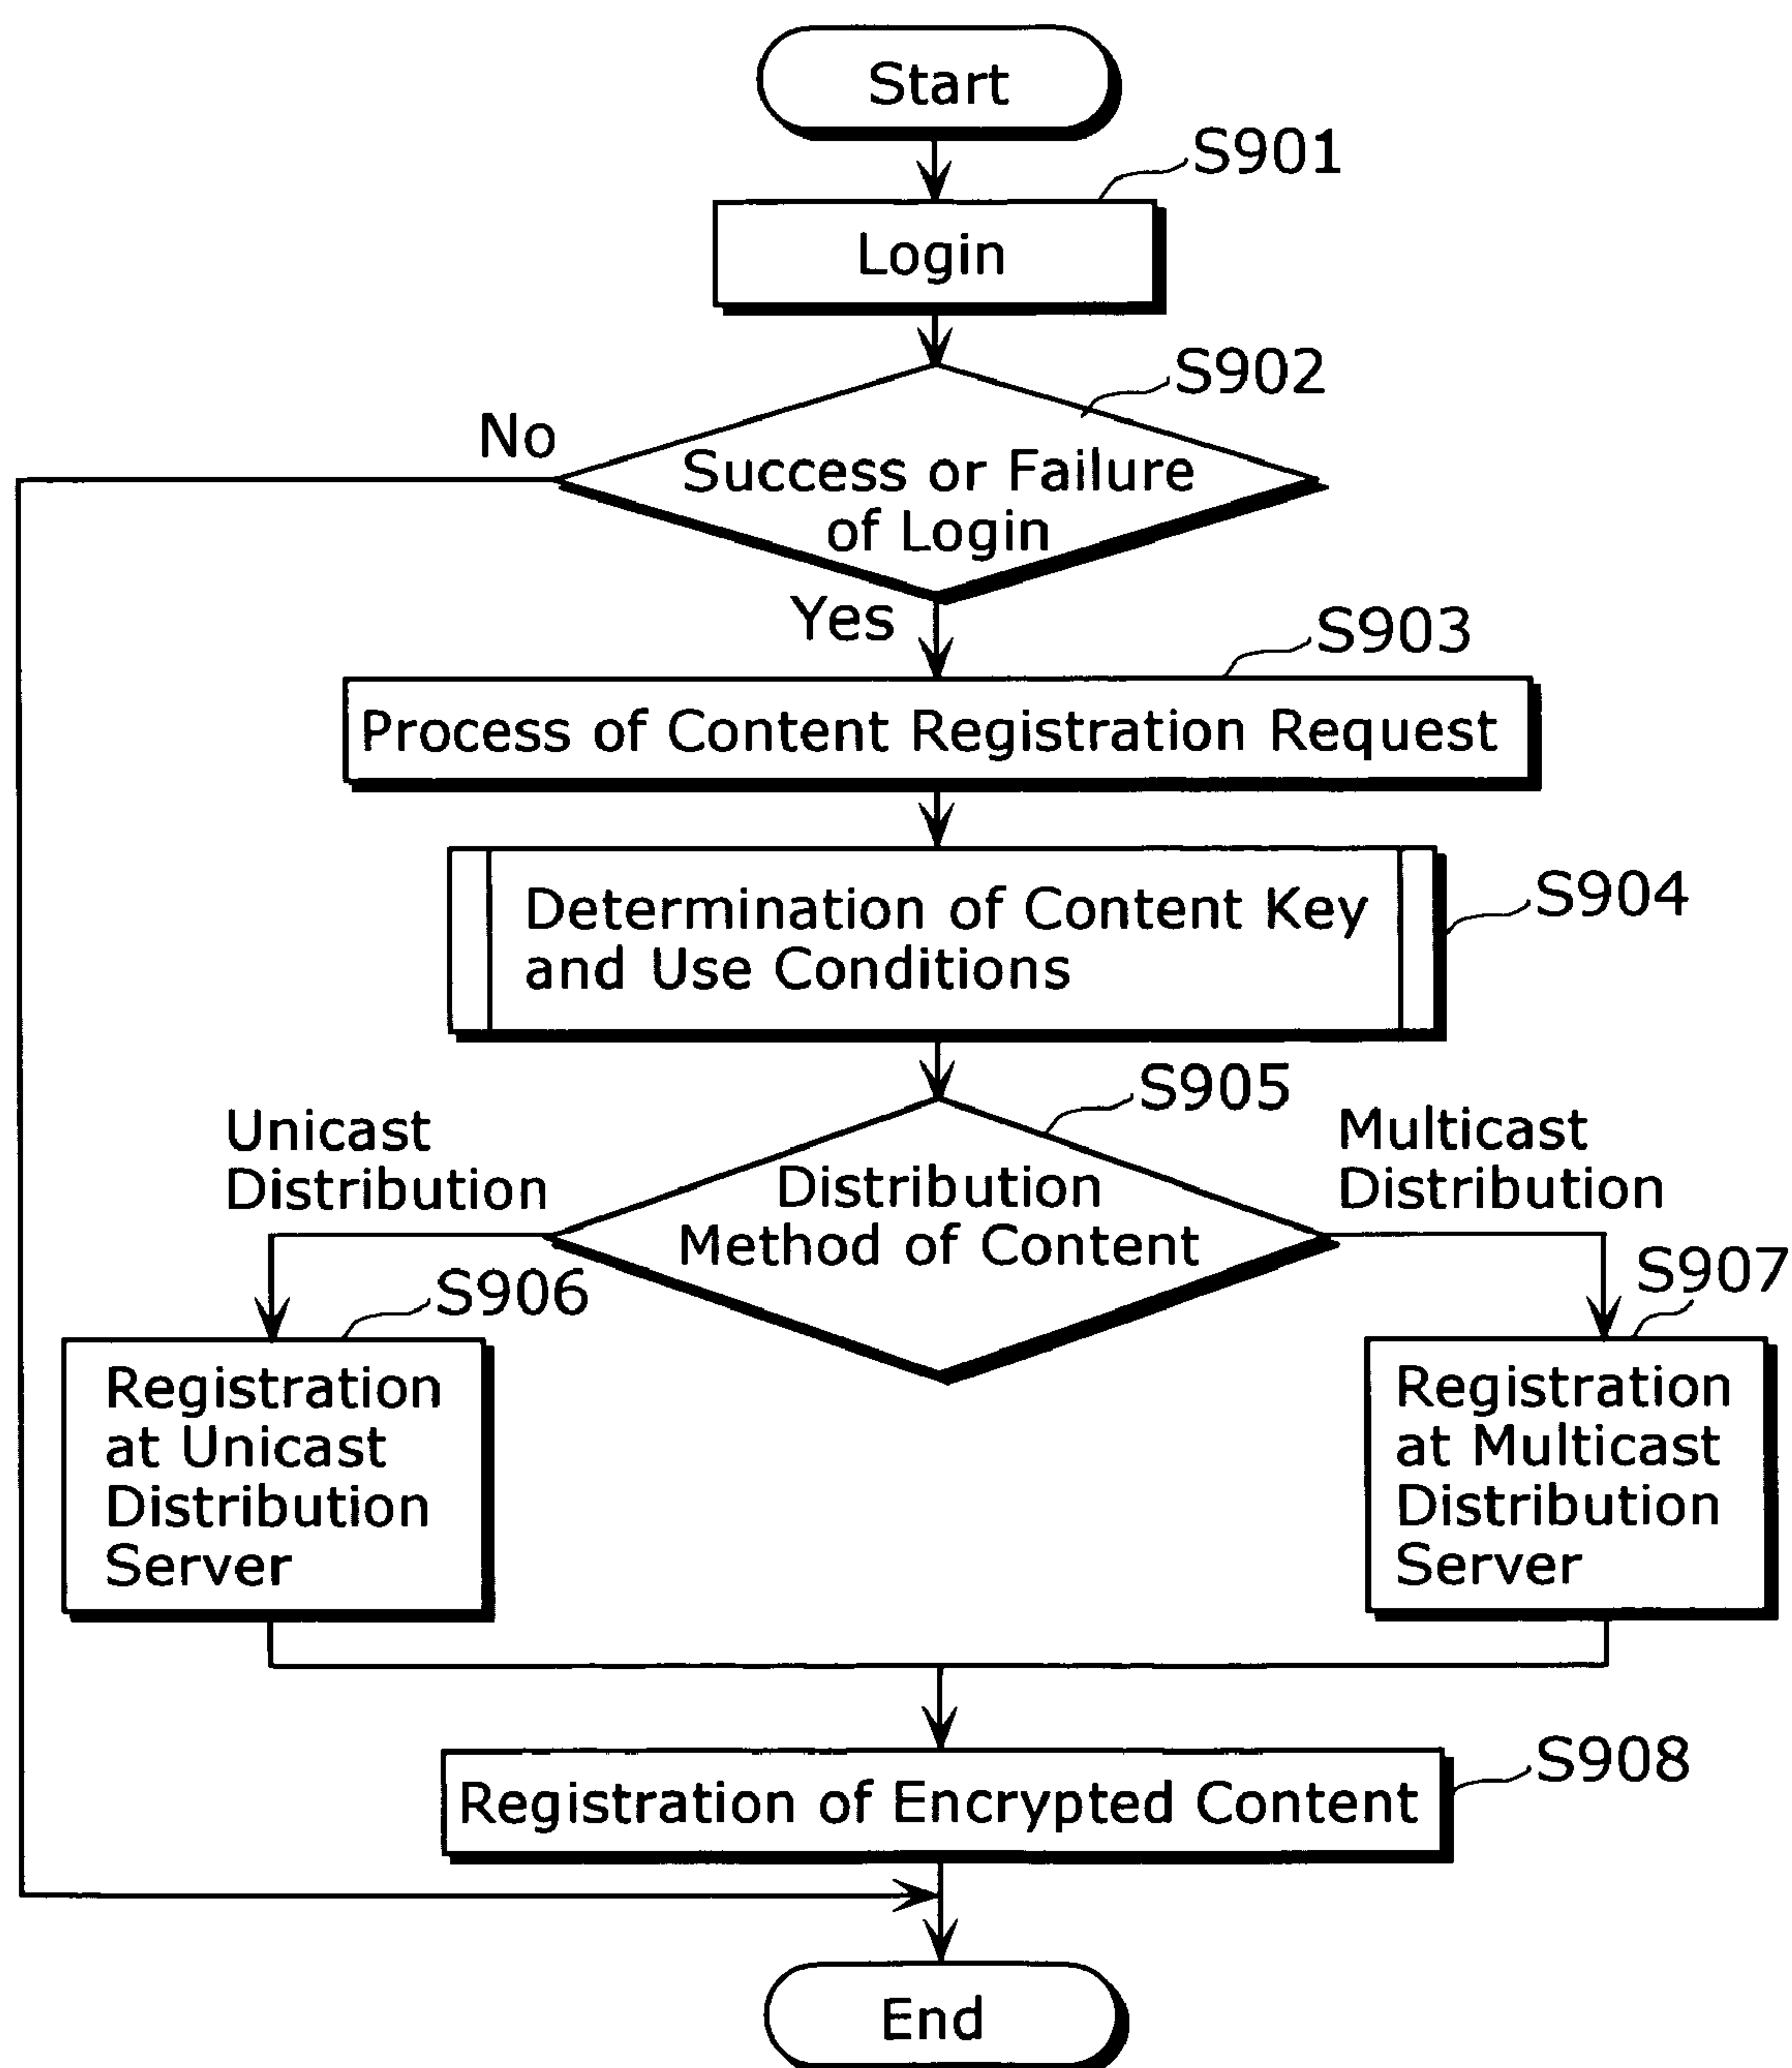 Start
S901
Login
S902
No
Success or Failure
of Login
Yes
S903
Process of Content Registration Request
S904
Determination of Content Key
and Use Conditions
S905
Unicast
Distribution
Multicast
Distribution
Distribution
Method of Content
S906
S907
Registration
at Unicast
Distribution
Server
Registration
at Multicast
Distribution
Server
S908
Registration of Encrypted Content
End